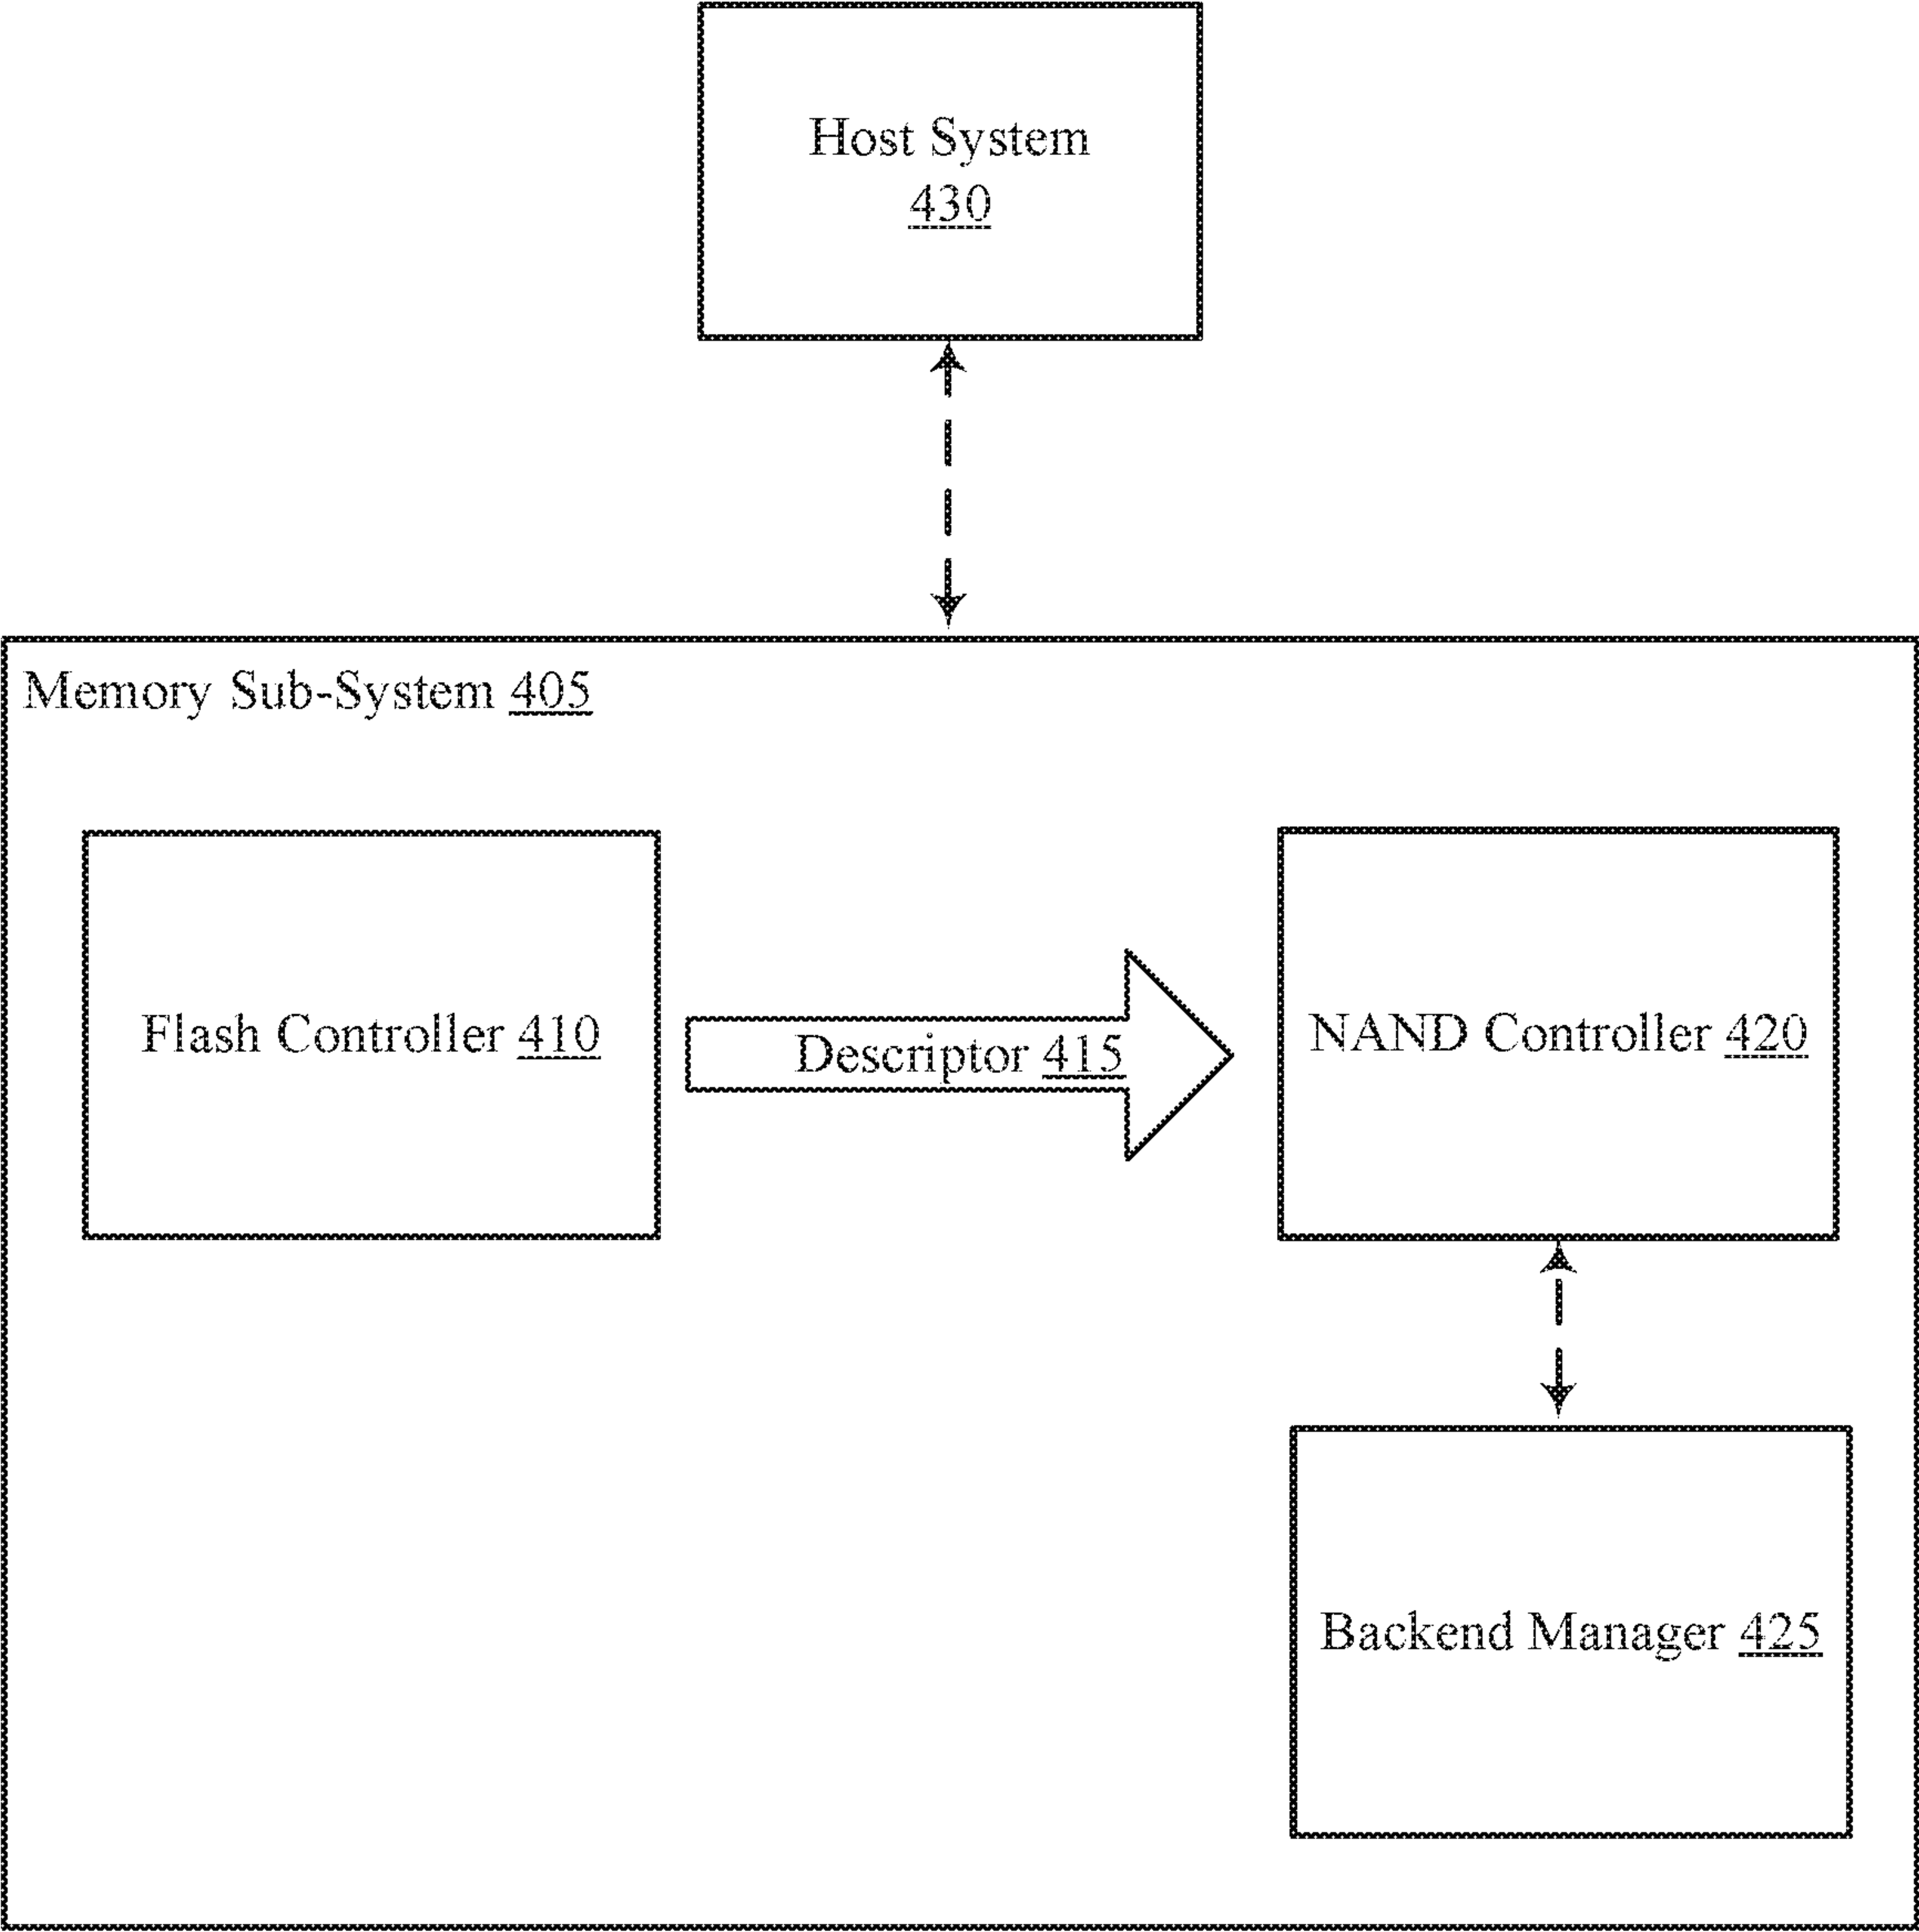 Host System
430
Memory Sub-System 405
Flash Controller 410
Descriptor 415
NAND Controller 420
Backend Manager 425